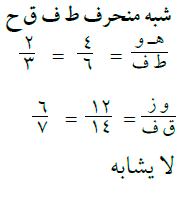 شبه منحرف ط ف ق ح
هـ و / ط ف = ٤ / ٦ = ٢ / ٣
و ز / ق ف = ١٢ / ١٤ = ٦ / ٧
لا يشابه